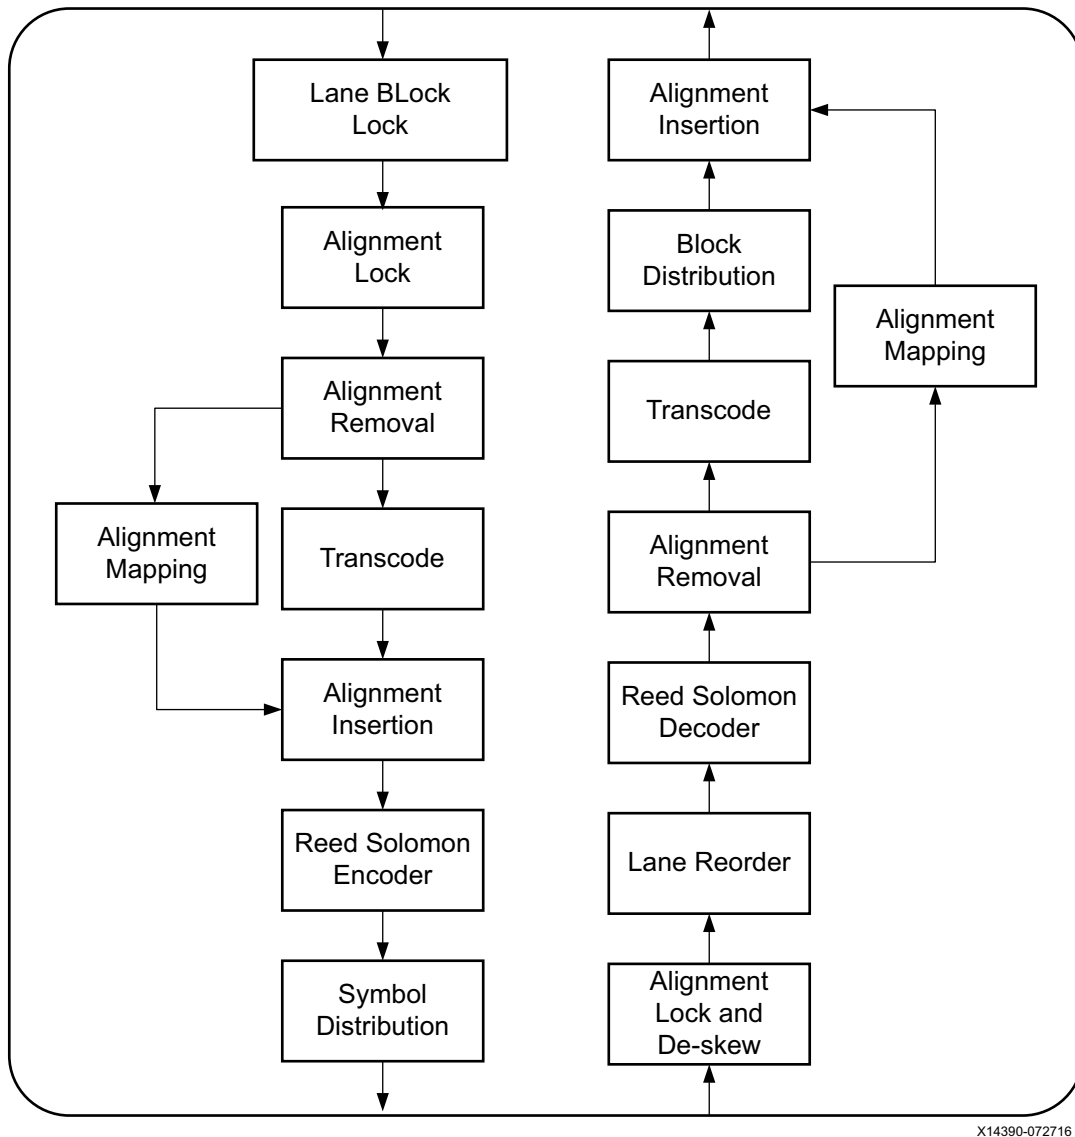 Lane BLock
Lock
Alignment
Lock
Alignment
Removal
Alignment
Mapping
Transcode
Alignment
Insertion
Reed Solomon
Encoder
Symbol
Distribution
Alignment
Insertion
Block
Distribution
Alignment
Mapping
Transcode
Alignment
Removal
Reed Solomon
Decoder
Lane Reorder
Alignment
Lock and
De-skew
X14390-072716